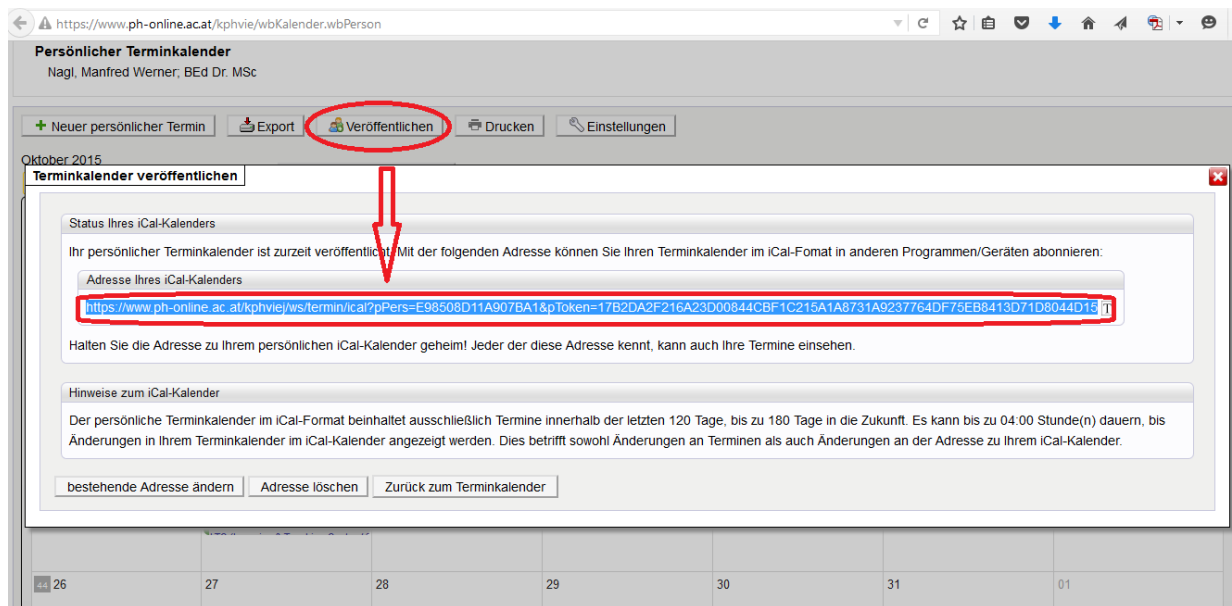 https://www.ph-online.ac.at/kphvie/wbKalender.wbPerson
Persönlicher Terminkalender
Nagl, Manfred Werner; BEd Dr. MSc
Neuer persönlicher Termin Export Veröffentlichen Drucken Einstellungen
Oktober 2015
Terminkalender veröffentlichen
Status Ihres iCal-Kalenders
Ihr persönlicher Terminkalender ist zurzeit veröffentlicht. Mit der folgenden Adresse können Sie Ihren Terminkalender im iCal-Fomat in anderen Programmen/Geräten abonnieren:
Adresse Ihres iCal-Kalenders
https://www.ph-online.ac.at/kphviej/ws/termin/ical?pPers=E98508D11A907BA1&pToken=17B2DA2F216A23D00844CBF1C215A1A8731A9237764DF75EB8413D71D8044D15 T
Halten Sie die Adresse zu Ihrem persönlichen iCal-Kalender geheim! Jeder der diese Adresse kennt, kann auch Ihre Termine einsehen.
Hinweise zum iCal-Kalender
Der persönliche Terminkalender im iCal-Format beinhaltet ausschließlich Termine innerhalb der letzten 120 Tage, bis zu 180 Tage in die Zukunft. Es kann bis zu 04:00 Stunde(n) dauern, bis
Änderungen in Ihrem Terminkalender im iCal-Kalender angezeigt werden. Dies betrifft sowohl Änderungen an Terminen als auch Änderungen an der Adresse zu Ihrem iCal-Kalender.
bestehende Adresse ändern Adresse löschen Zurück zum Terminkalender
44 26 27 28 29 30 31 01